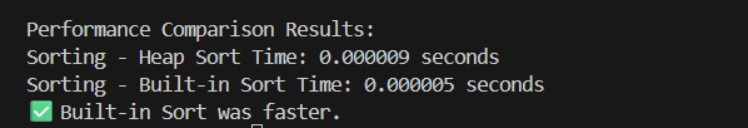 Performance Comparison Results:
Sorting - Heap Sort Time: 0.000009 seconds
Sorting - Built-in Sort Time: 0.000005 seconds
✅ Built-in Sort was faster.